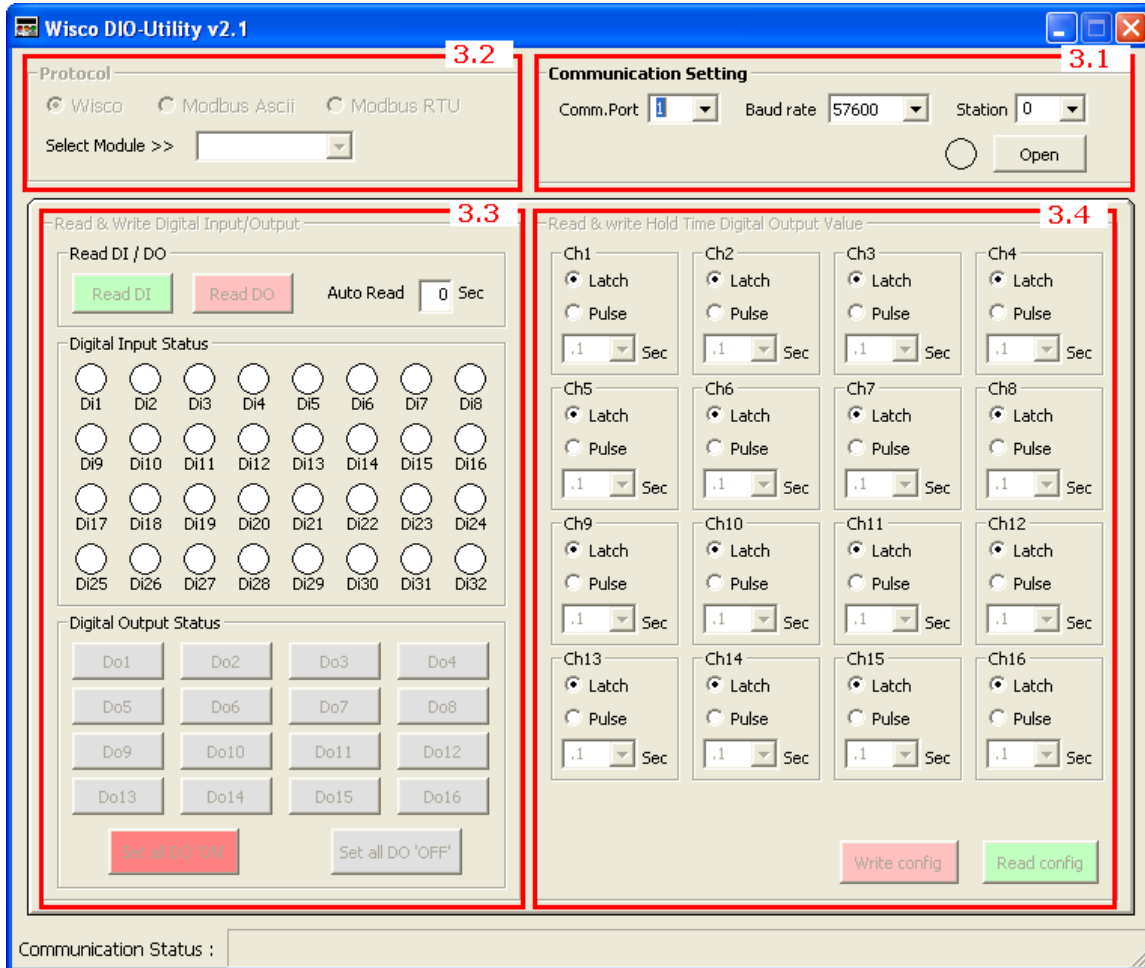 Wisco DIO-Utility v2.1
3.2
Protocol
Wisco Modbus Ascii Modbus RTU
Select Module >>
3.1
Communication Setting
Comm.Port 1 Baud rate 57600 Station 0
Open
3.3
Read & Write Digital Input/Output
Read DI / DO
Read DI Read DO Auto Read 0 Sec
Digital Input Status
Di1 Di2 Di3 Di4 Di5 Di6 Di7 Di8
Di9 Di10 Di11 Di12 Di13 Di14 Di15 Di16
Di17 Di18 Di19 Di20 Di21 Di22 Di23 Di24
Di25 Di26 Di27 Di28 Di29 Di30 Di31 Di32
Digital Output Status
Do1 Do2 Do3 Do4
Do5 Do6 Do7 Do8
Do9 Do10 Do11 Do12
Do13 Do14 Do15 Do16
Set all DO 'ON' Set all DO 'OFF'
3.4
Read & write Hold Time Digital Output Value
Ch1 Ch2 Ch3 Ch4
Latch Latch Latch Latch
Pulse Pulse Pulse Pulse
.1 Sec .1 Sec .1 Sec .1 Sec
Ch5 Ch6 Ch7 Ch8
Latch Latch Latch Latch
Pulse Pulse Pulse Pulse
.1 Sec .1 Sec .1 Sec .1 Sec
Ch9 Ch10 Ch11 Ch12
Latch Latch Latch Latch
Pulse Pulse Pulse Pulse
.1 Sec .1 Sec .1 Sec .1 Sec
Ch13 Ch14 Ch15 Ch16
Latch Latch Latch Latch
Pulse Pulse Pulse Pulse
.1 Sec .1 Sec .1 Sec .1 Sec
Write config Read config
Communication Status :